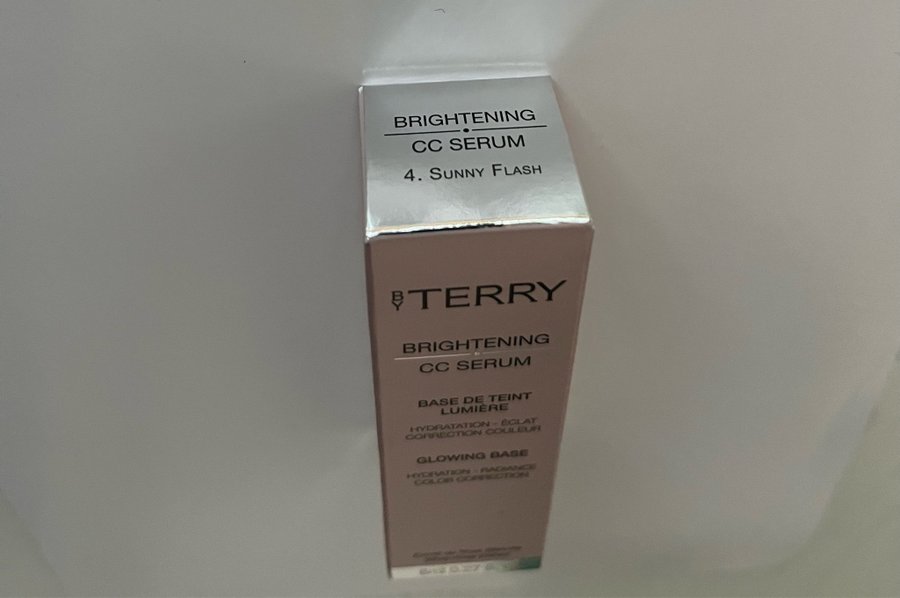 BRIGHTENING
CC SERUM
4. SUNNY FLASH
BY TERRY
BRIGHTENING
CC SERUM
BASE DE TEINT
LUMIÈRE
HYDRATATION - ÉCLAT
CORRECTION COULEUR
GLOWING BASE
HYDRATION - RADIANCE
COLOR CORRECTION